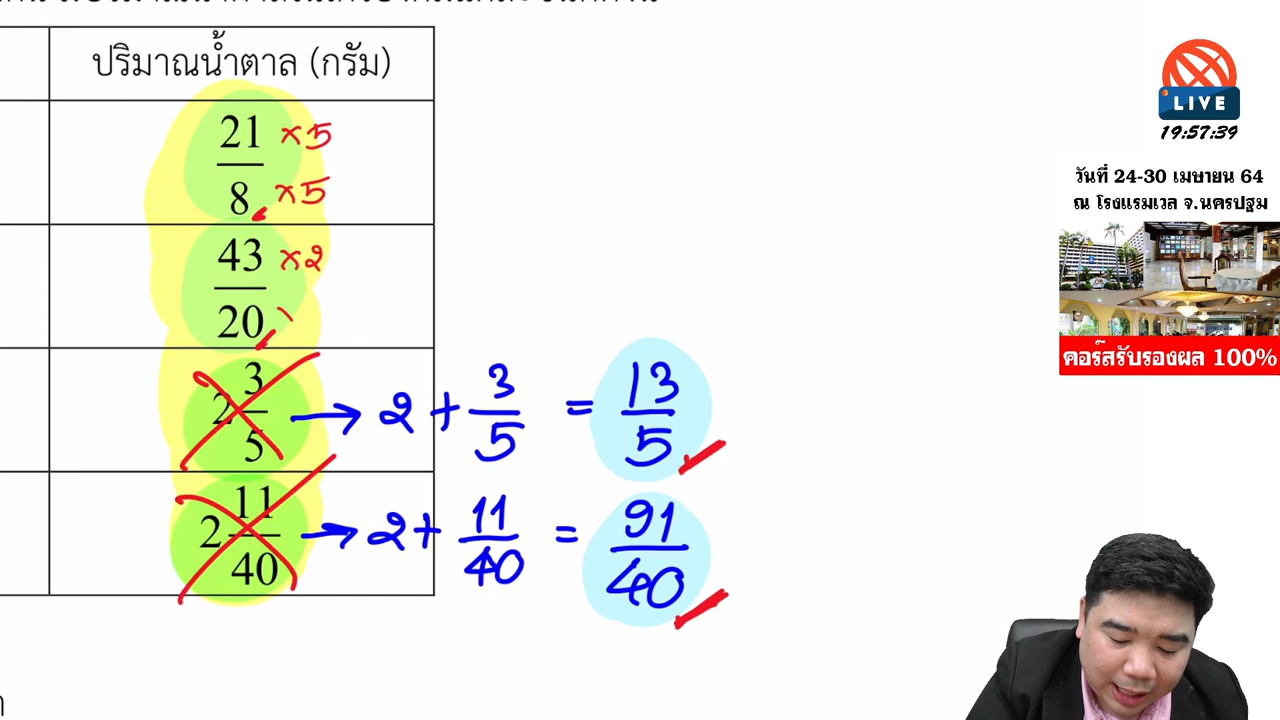 ปริมาณน้ำตาล (กรัม)
21 ×5
8 ×5
43 ×2
20
2 3/5 → 2 + 3/5 = 13/5
2 11/40 → 2 + 11/40 = 91/40
LIVE
19:57:39
วันที่ 24-30 เมษายน 64
ณ โรงแรมเวล จ.นครปฐม
คอร์สรับรองผล 100%